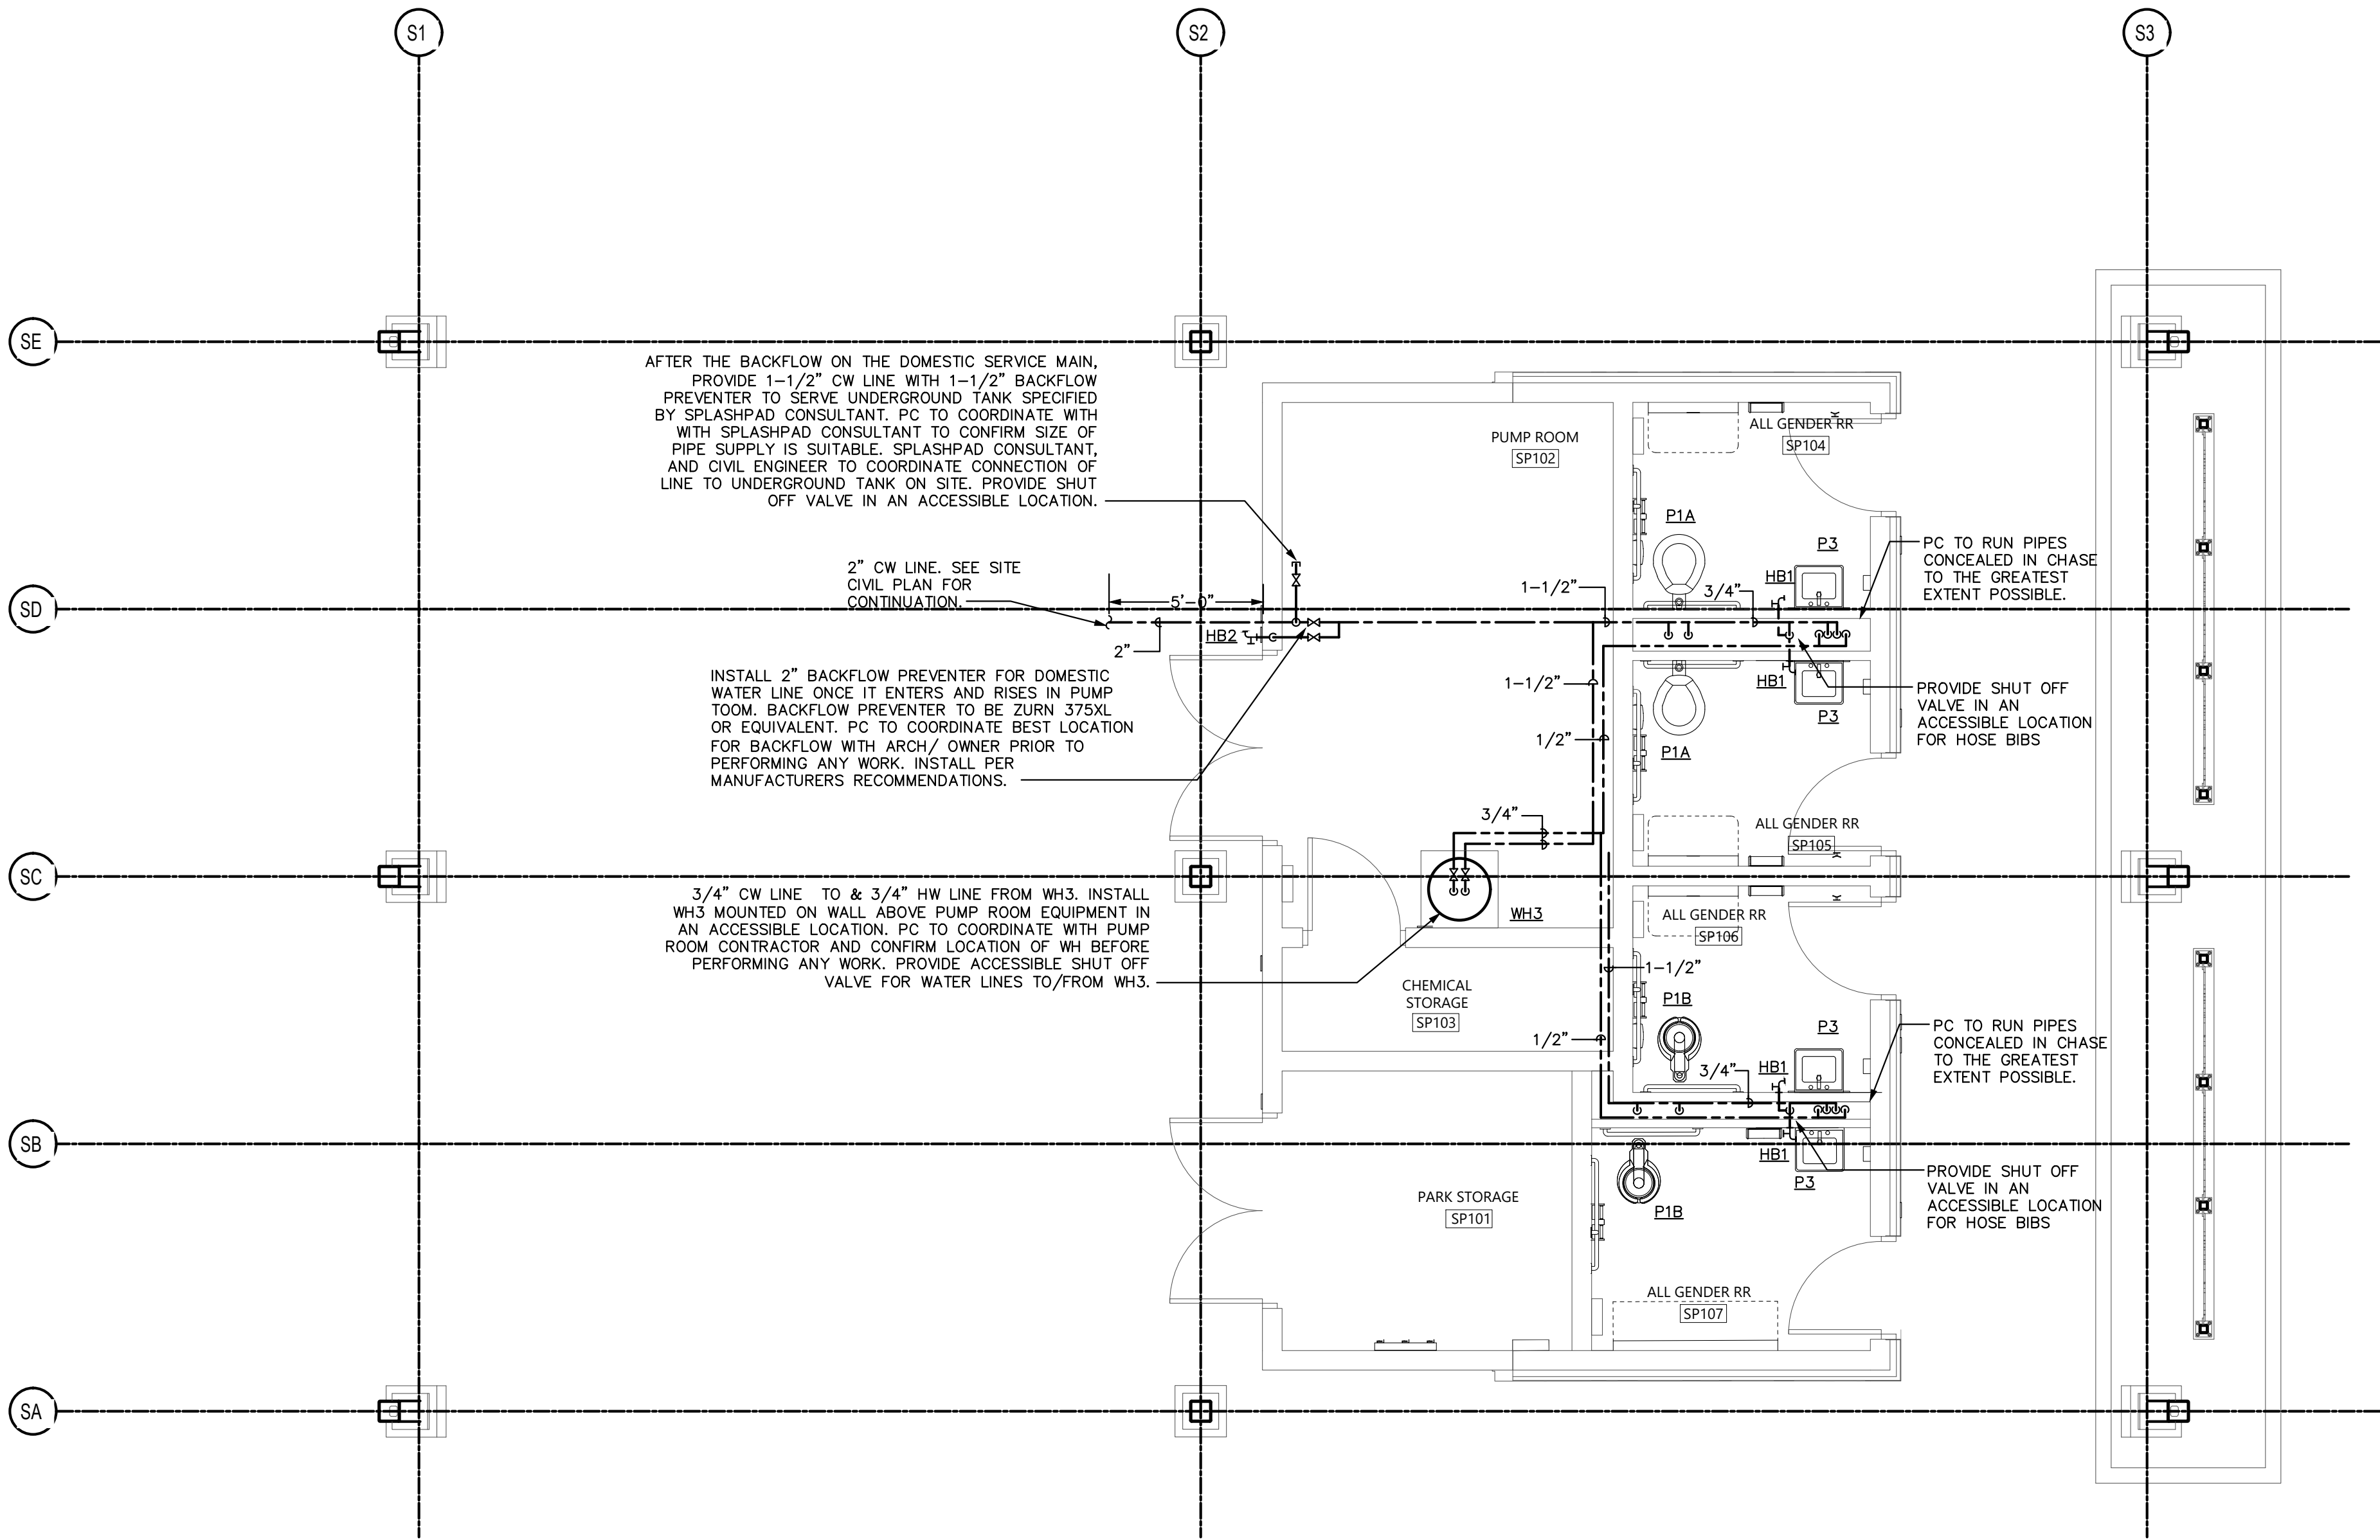 S1
S2
S3
SE
AFTER THE BACKFLOW ON THE DOMESTIC SERVICE MAIN,
PROVIDE 1-1/2" CW LINE WITH 1-1/2" BACKFLOW
PREVENTER TO SERVE UNDERGROUND TANK SPECIFIED
BY SPLASHPAD CONSULTANT. PC TO COORDINATE WITH
WITH SPLASHPAD CONSULTANT TO CONFIRM SIZE OF
PIPE SUPPLY IS SUITABLE. SPLASHPAD CONSULTANT,
AND CIVIL ENGINEER TO COORDINATE CONNECTION OF
LINE TO UNDERGROUND TANK ON SITE. PROVIDE SHUT
OFF VALVE IN AN ACCESSIBLE LOCATION.
PUMP ROOM
SP102
ALL GENDER RR
SP104
P1A
P3
HB1
PC TO RUN PIPES
CONCEALED IN CHASE
TO THE GREATEST
EXTENT POSSIBLE.
2" CW LINE. SEE SITE
CIVIL PLAN FOR
CONTINUATION.
5'-0"
1-1/2"
3/4"
SD
HB2
2"
INSTALL 2" BACKFLOW PREVENTER FOR DOMESTIC
WATER LINE ONCE IT ENTERS AND RISES IN PUMP
TOOM. BACKFLOW PREVENTER TO BE ZURN 375XL
OR EQUIVALENT. PC TO COORDINATE BEST LOCATION
FOR BACKFLOW WITH ARCH/ OWNER PRIOR TO
PERFORMING ANY WORK. INSTALL PER
MANUFACTURERS RECOMMENDATIONS.
1-1/2"
1/2"
HB1
P3
P1A
PROVIDE SHUT OFF
VALVE IN AN
ACCESSIBLE LOCATION
FOR HOSE BIBS
3/4"
ALL GENDER RR
SP105
SC
3/4" CW LINE TO & 3/4" HW LINE FROM WH3. INSTALL
WH3 MOUNTED ON WALL ABOVE PUMP ROOM EQUIPMENT IN
AN ACCESSIBLE LOCATION. PC TO COORDINATE WITH PUMP
ROOM CONTRACTOR AND CONFIRM LOCATION OF WH BEFORE
PERFORMING ANY WORK. PROVIDE ACCESSIBLE SHUT OFF
VALVE FOR WATER LINES TO/FROM WH3.
WH3
ALL GENDER RR
SP106
1-1/2"
CHEMICAL
STORAGE
SP103
P1B
P3
1/2"
3/4"
HB1
PC TO RUN PIPES
CONCEALED IN CHASE
TO THE GREATEST
EXTENT POSSIBLE.
SB
HB1
P3
PROVIDE SHUT OFF
VALVE IN AN
ACCESSIBLE LOCATION
FOR HOSE BIBS
PARK STORAGE
SP101
P1B
ALL GENDER RR
SP107
SA